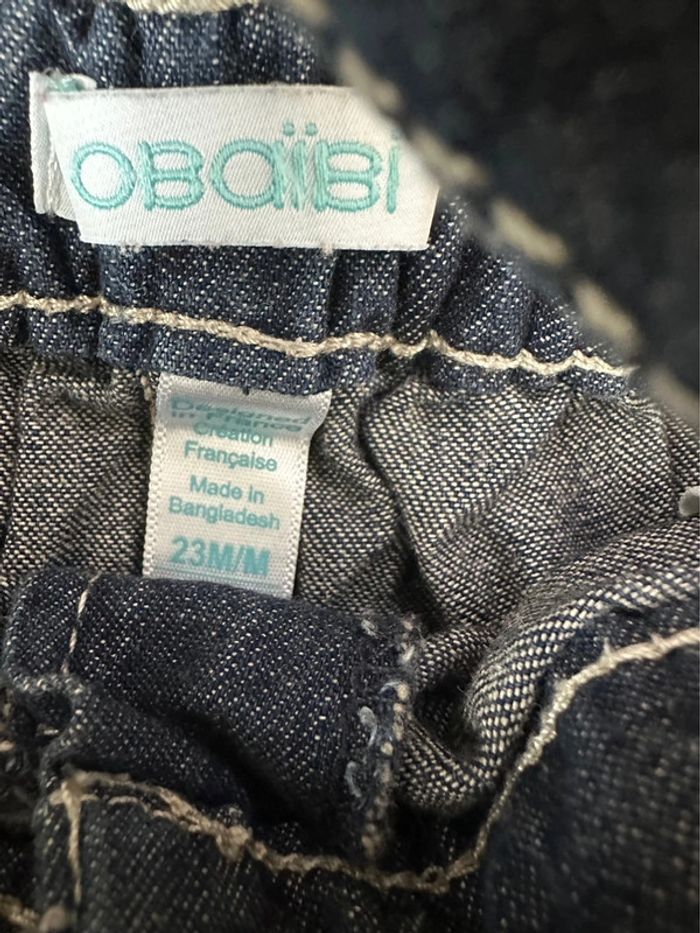 OBaïBi
Designed
in France
Création
Française
Made in
Bangladesh
23M/M